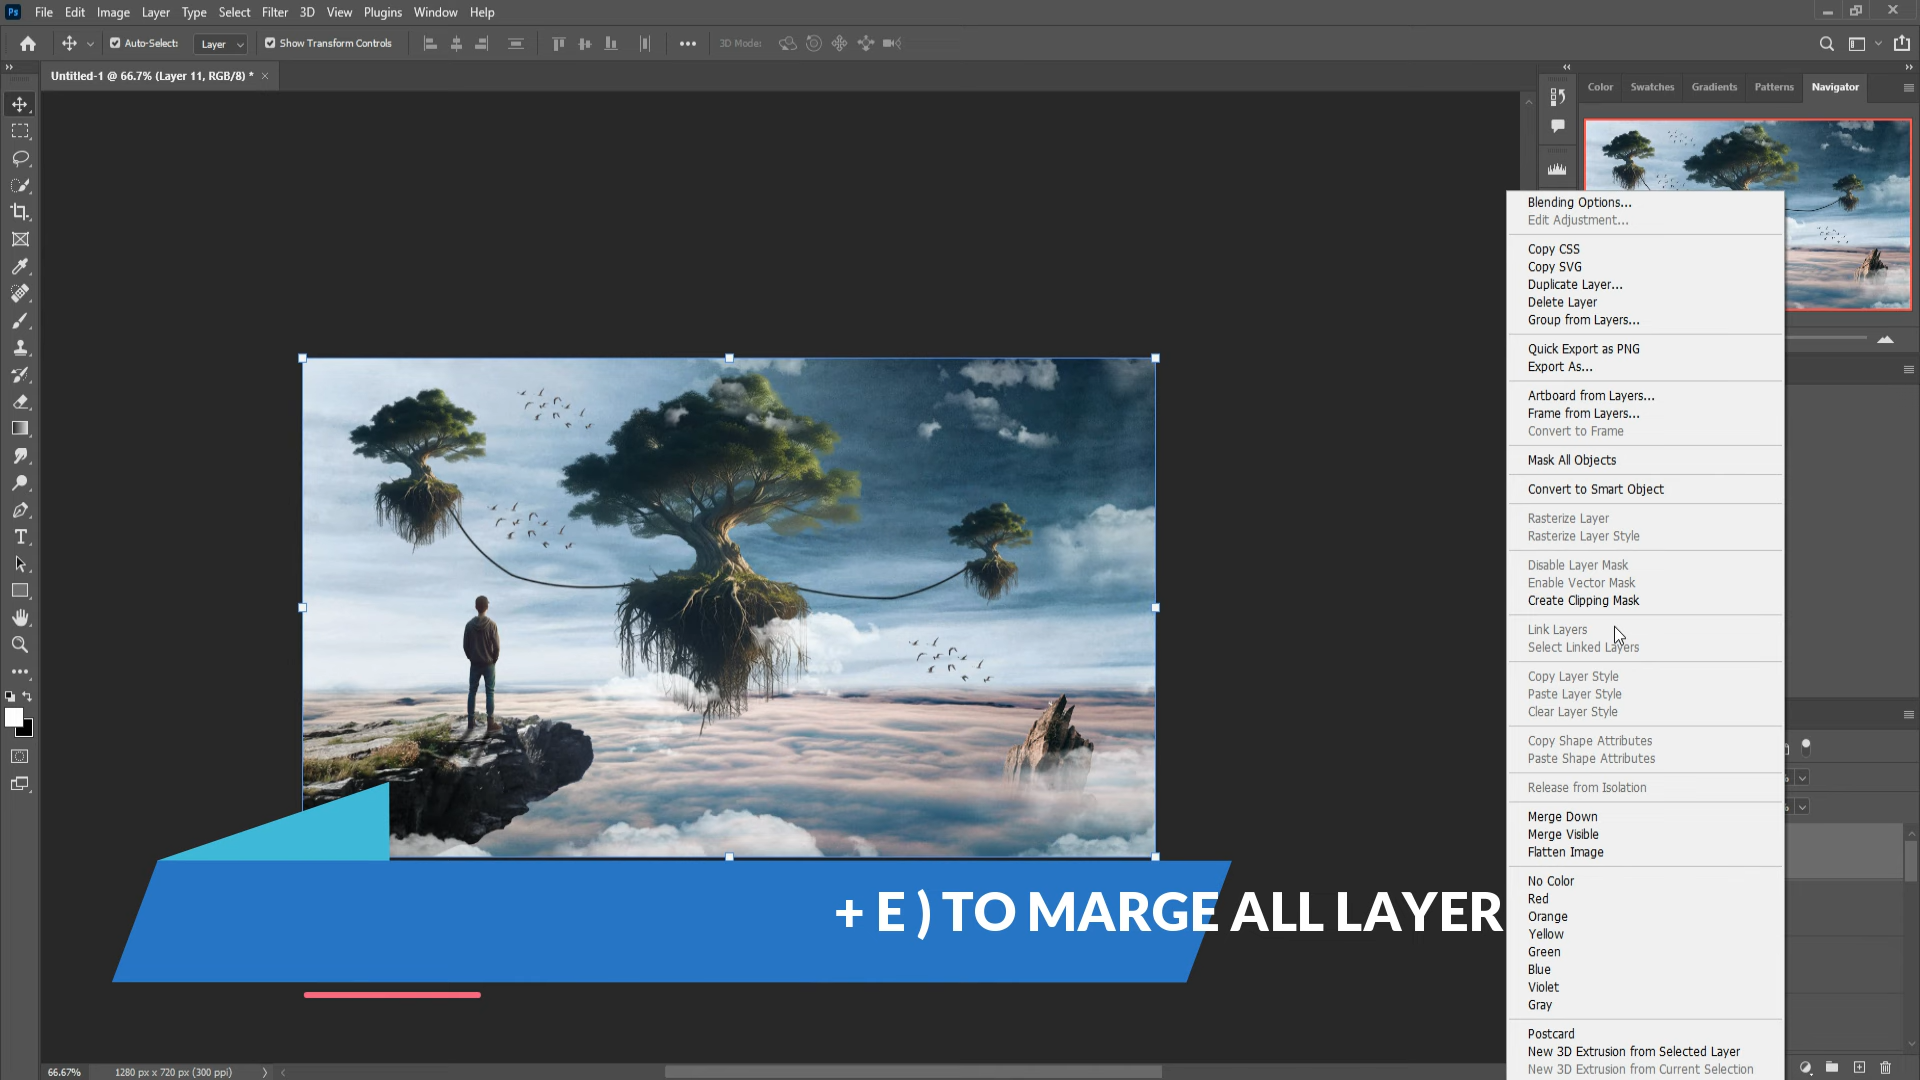 Ps File Edit Image Layer Type Select Filter 3D View Plugins Window Help
Auto-Select: Layer Show Transform Controls 3D Mode:
Untitled-1 @ 66.7% (Layer 11, RGB/8) *
Color Swatches Gradients Patterns Navigator
Blending Options...
Edit Adjustment...
Copy CSS
Copy SVG
Duplicate Layer...
Delete Layer
Group from Layers...
Quick Export as PNG
Export As...
Artboard from Layers...
Frame from Layers...
Convert to Frame
Mask All Objects
Convert to Smart Object
Rasterize Layer
Rasterize Layer Style
Disable Layer Mask
Enable Vector Mask
Create Clipping Mask
Link Layers
Select Linked Layers
Copy Layer Style
Paste Layer Style
Clear Layer Style
Copy Shape Attributes
Paste Shape Attributes
Release from Isolation
Merge Down
Merge Visible
Flatten Image
No Color
Red
Orange
Yellow
Green
Blue
Violet
Gray
Postcard
New 3D Extrusion from Selected Layer
New 3D Extrusion from Current Selection
+ E ) TO MARGE ALL LAYER
66.67% 1280 px x 720 px (300 ppi)